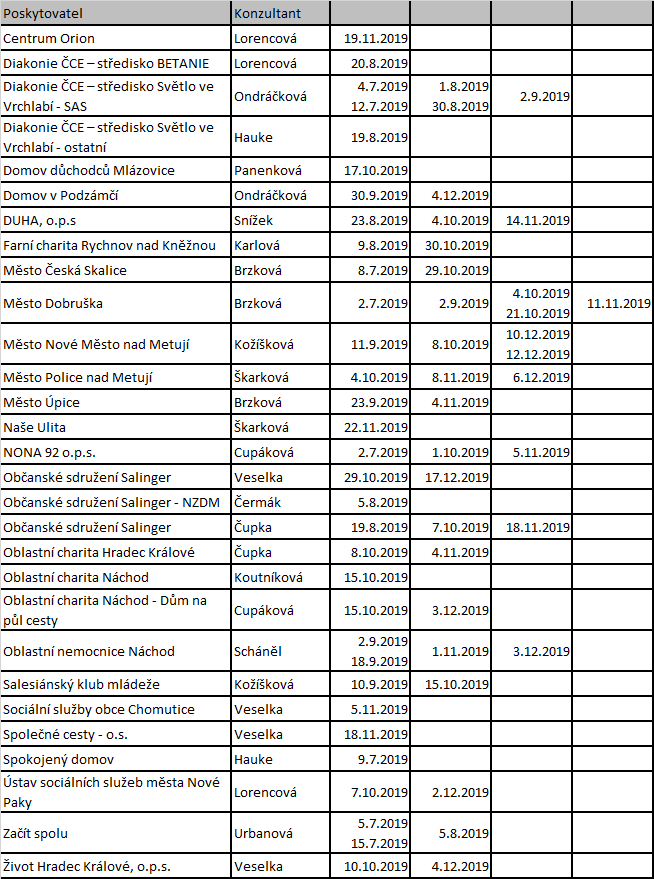 Poskytovatel Konzultant
Centrum Orion Lorencová 19.11.2019
Diakonie ČCE – středisko BETANIE Lorencová 20.8.2019
Diakonie ČCE – středisko Světlo ve
Vrchlabí - SAS Ondráčková 4.7.2019 1.8.2019 2.9.2019
12.7.2019 30.8.2019
Diakonie ČCE – středisko Světlo ve
Vrchlabí - ostatní Hauke 19.8.2019
Domov důchodců Mlázovice Panenková 17.10.2019
Domov v Podzámčí Ondráčková 30.9.2019 4.12.2019
DUHA, o.p.s Snížek 23.8.2019 4.10.2019 14.11.2019
Farní charita Rychnov nad Kněžnou Karlová 9.8.2019 30.10.2019
Město Česká Skalice Brzková 8.7.2019 29.10.2019
Město Dobruška Brzková 2.7.2019 2.9.2019 4.10.2019 11.11.2019
21.10.2019
Město Nové Město nad Metují Kožíšková 11.9.2019 8.10.2019 10.12.2019
12.12.2019
Město Police nad Metují Škarková 4.10.2019 8.11.2019 6.12.2019
Město Úpice Brzková 23.9.2019 4.11.2019
Naše Ulita Škarková 22.11.2019
NONA 92 o.p.s. Cupáková 2.7.2019 1.10.2019 5.11.2019
Občanské sdružení Salinger Veselka 29.10.2019 17.12.2019
Občanské sdružení Salinger - NZDM Čermák 5.8.2019
Občanské sdružení Salinger Čupka 19.8.2019 7.10.2019 18.11.2019
Oblastní charita Hradec Králové Čupka 8.10.2019 4.11.2019
Oblastní charita Náchod Koutníková 15.10.2019
Oblastní charita Náchod - Dům na
půl cesty Cupáková 15.10.2019 3.12.2019
Oblastní nemocnice Náchod Scháněl 2.9.2019 1.11.2019 3.12.2019
18.9.2019
Salesiánský klub mládeže Kožíšková 10.9.2019 15.10.2019
Sociální služby obce Chomutice Veselka 5.11.2019
Společné cesty - o.s. Veselka 18.11.2019
Spokojený domov Hauke 9.7.2019
Ústav sociálních služeb města Nové
Paky Lorencová 7.10.2019 2.12.2019
Začít spolu Urbanová 5.7.2019 5.8.2019
15.7.2019
Život Hradec Králové, o.p.s. Veselka 10.10.2019 4.12.2019